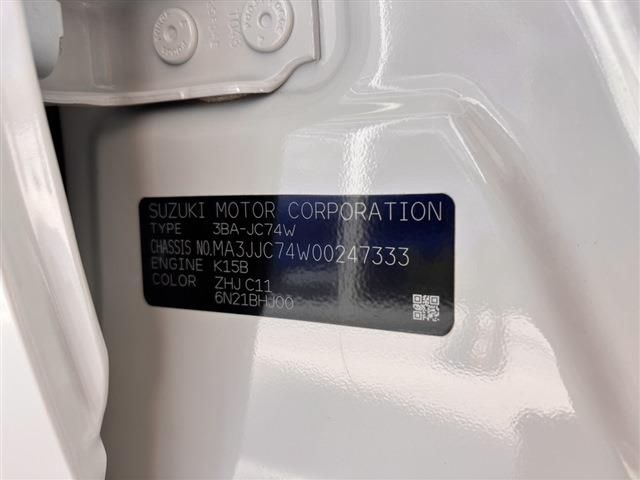 SUZUKI MOTOR CORPORATION
TYPE 3BA-JC74W
CHASSIS NO. MA3JJC74W00247333
ENGINE K15B
COLOR ZHJ C11
6N21BHJ00